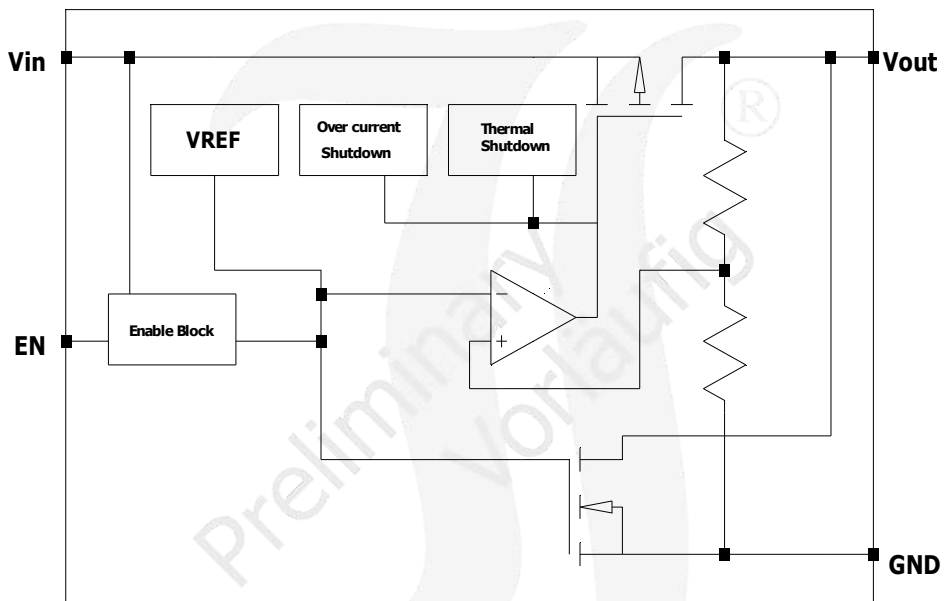 Vin
Vout
VREF
Over current
Shutdown
Thermal
Shutdown
®
−
+
Enable Block
EN
GND
Preliminary
Vorläufig